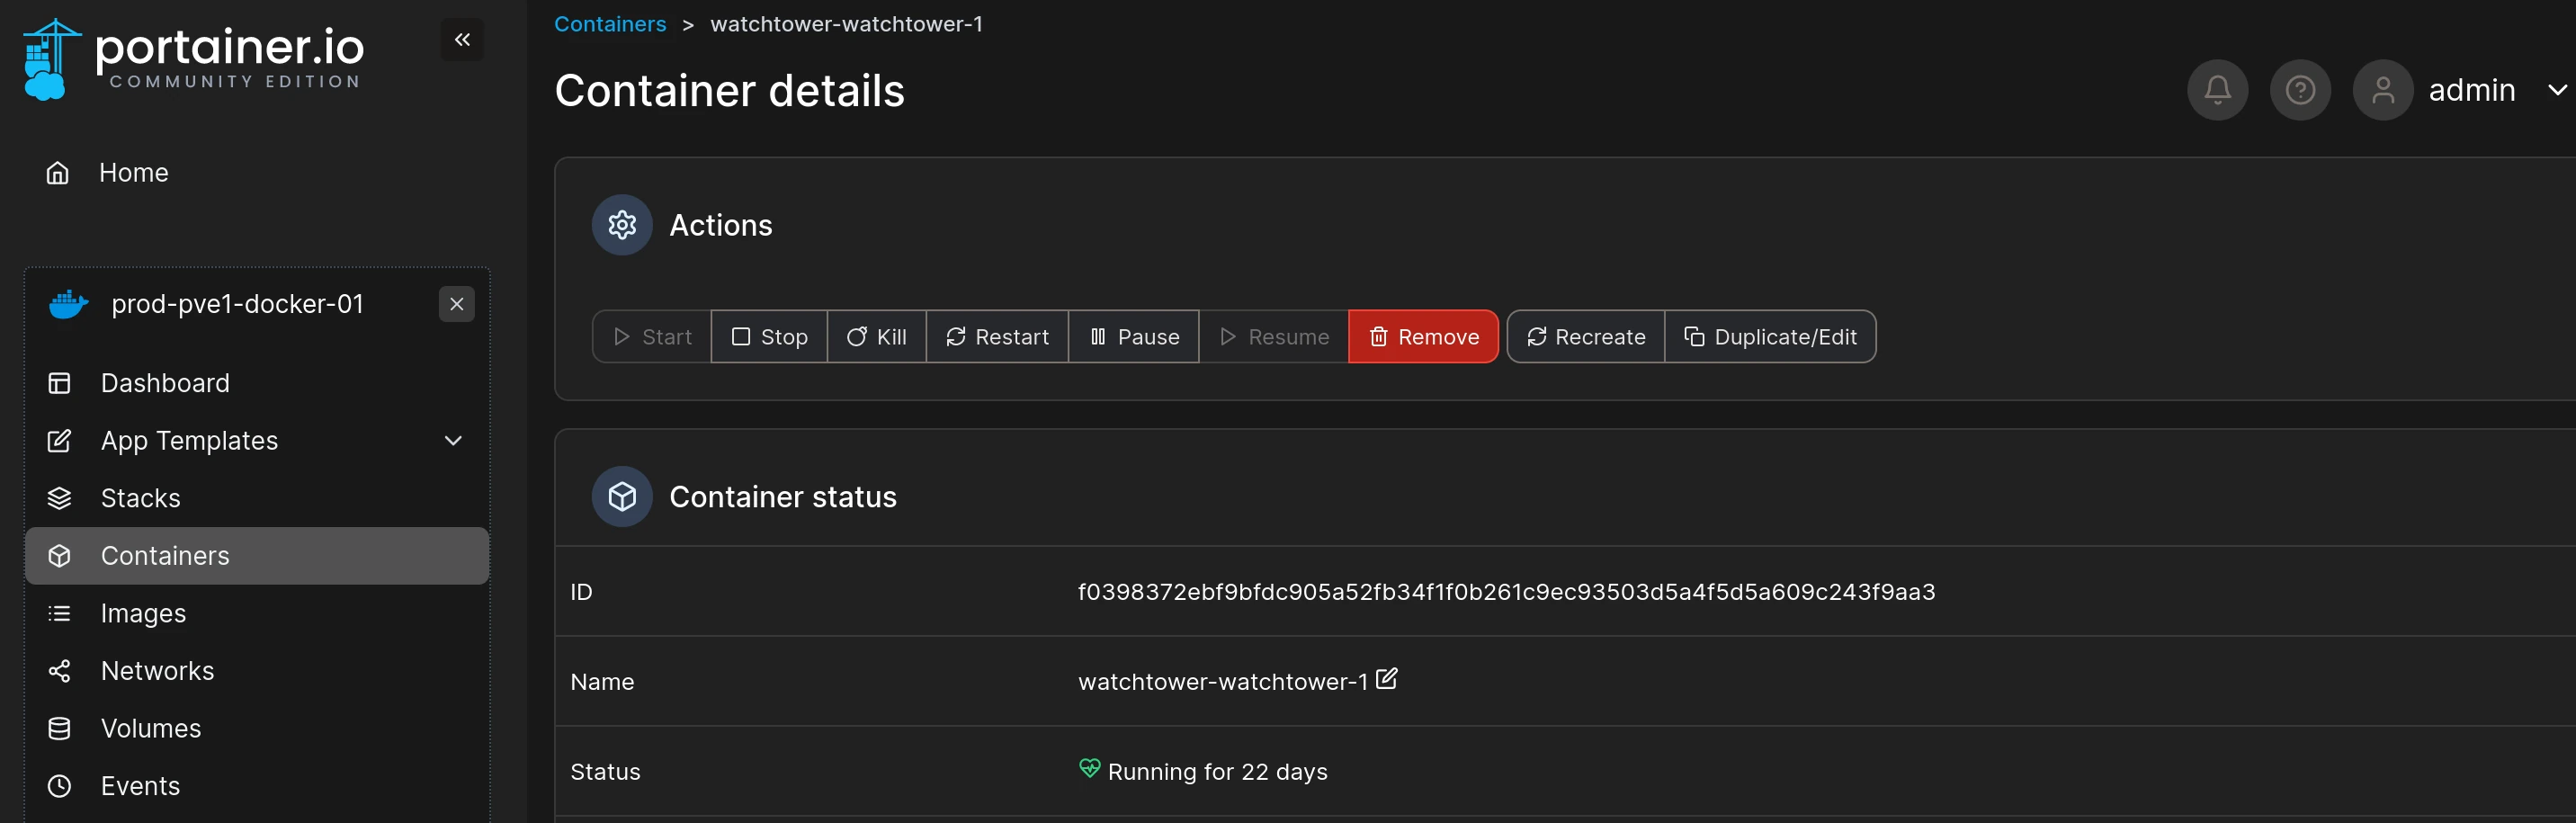 portainer.io
COMMUNITY EDITION
Home
prod-pve1-docker-01
Dashboard
App Templates
Stacks
Containers
Images
Networks
Volumes
Events
Containers > watchtower-watchtower-1
Container details
admin
Actions
Start Stop Kill Restart Pause Resume Remove Recreate Duplicate/Edit
Container status
ID f0398372ebf9bfdc905a52fb34f1f0b261c9ec93503d5a4f5d5a609c243f9aa3
Name watchtower-watchtower-1
Status Running for 22 days